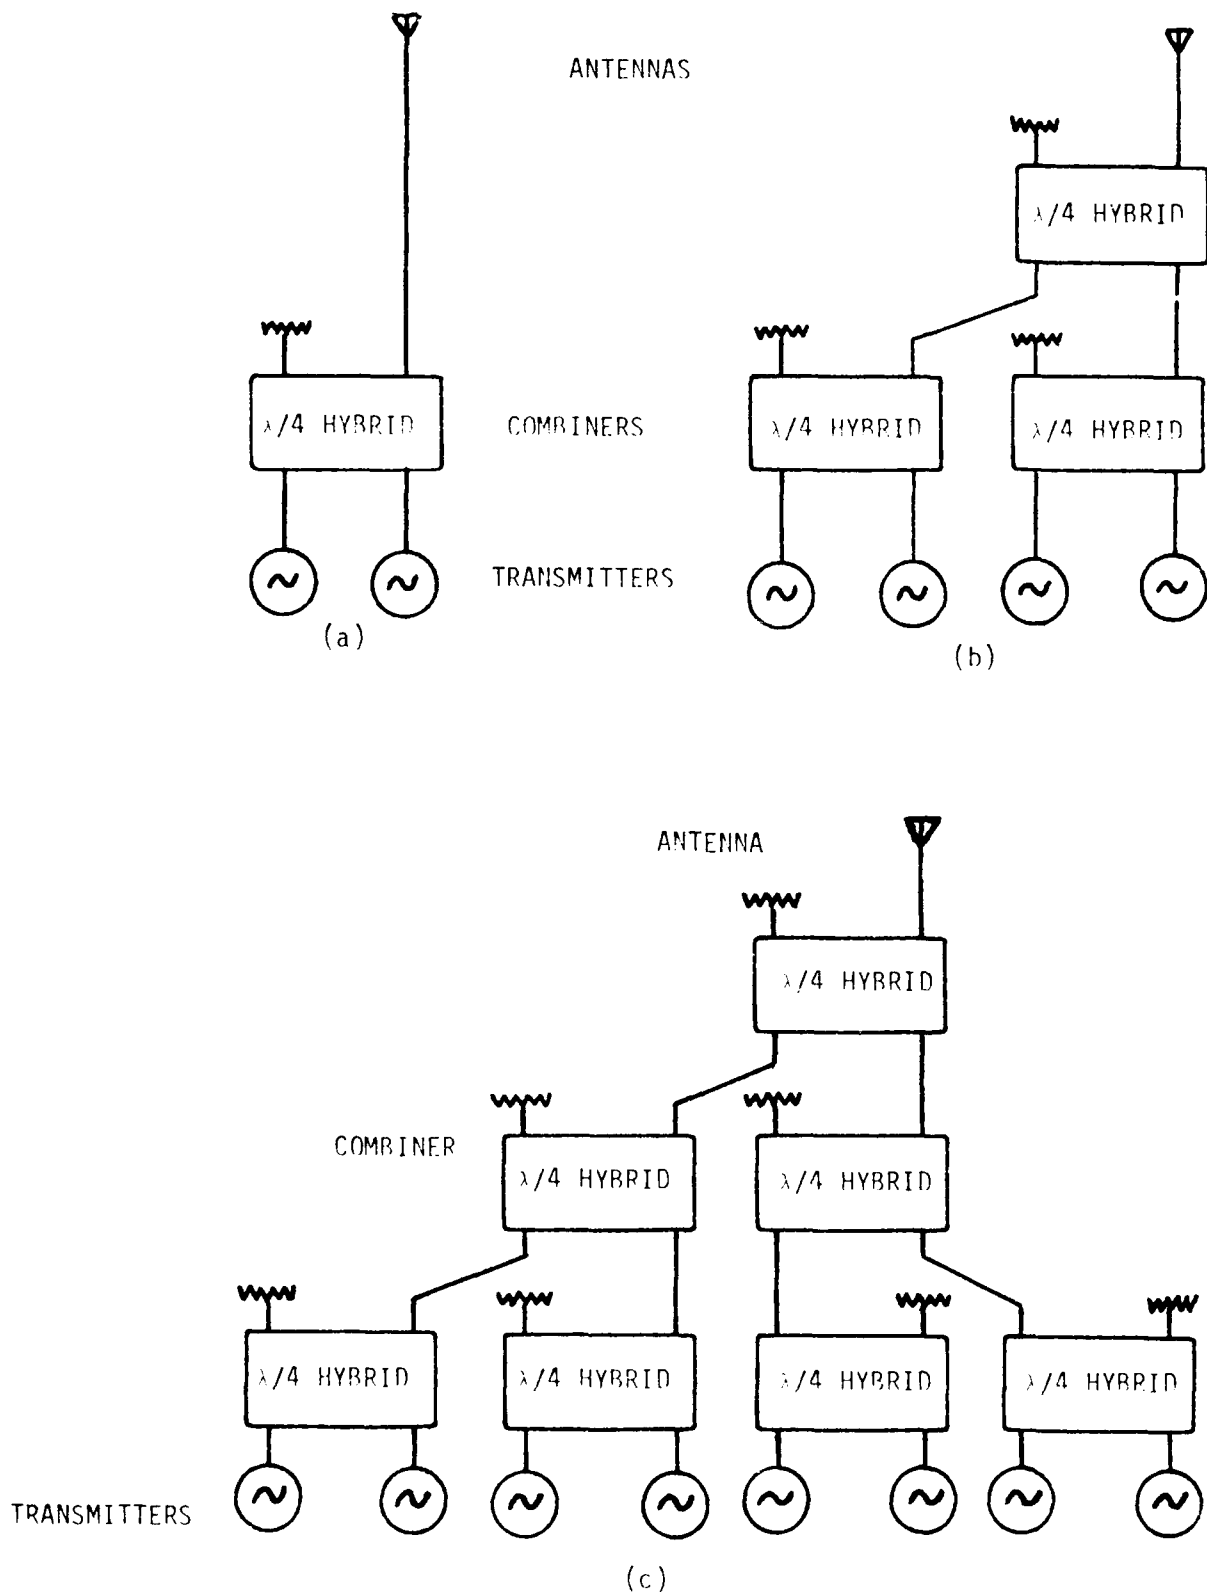 ANTENNAS
λ/4 HYBRID
λ/4 HYBRID
COMBINERS
λ/4 HYBRID
λ/4 HYBRID
TRANSMITTERS
(a)
(b)
ANTENNA
λ/4 HYBRID
COMBINER
λ/4 HYBRID
λ/4 HYBRID
λ/4 HYBRID
λ/4 HYBRID
λ/4 HYBRID
λ/4 HYBRID
TRANSMITTERS
(c)